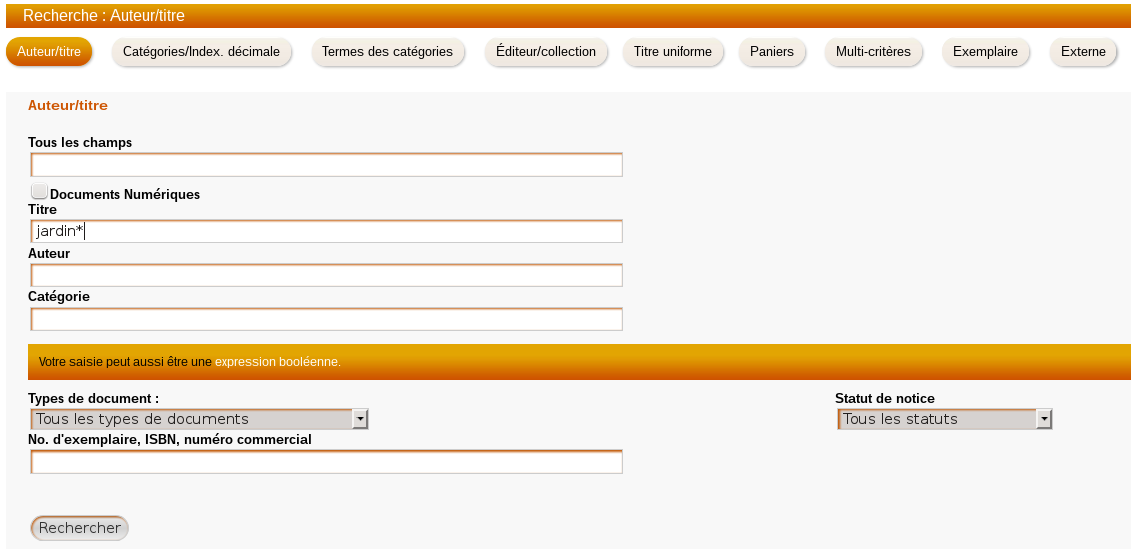 Recherche : Auteur/titre
Auteur/titre Catégories/Index. décimale Termes des catégories Éditeur/collection Titre uniforme Paniers Multi-critères Exemplaire Externe
Auteur/titre
Tous les champs
Documents Numériques
Titre
jardin*
Auteur
Catégorie
Votre saisie peut aussi être une expression booléenne.
Types de document : Statut de notice
Tous les types de documents Tous les statuts
No. d'exemplaire, ISBN, numéro commercial
Rechercher